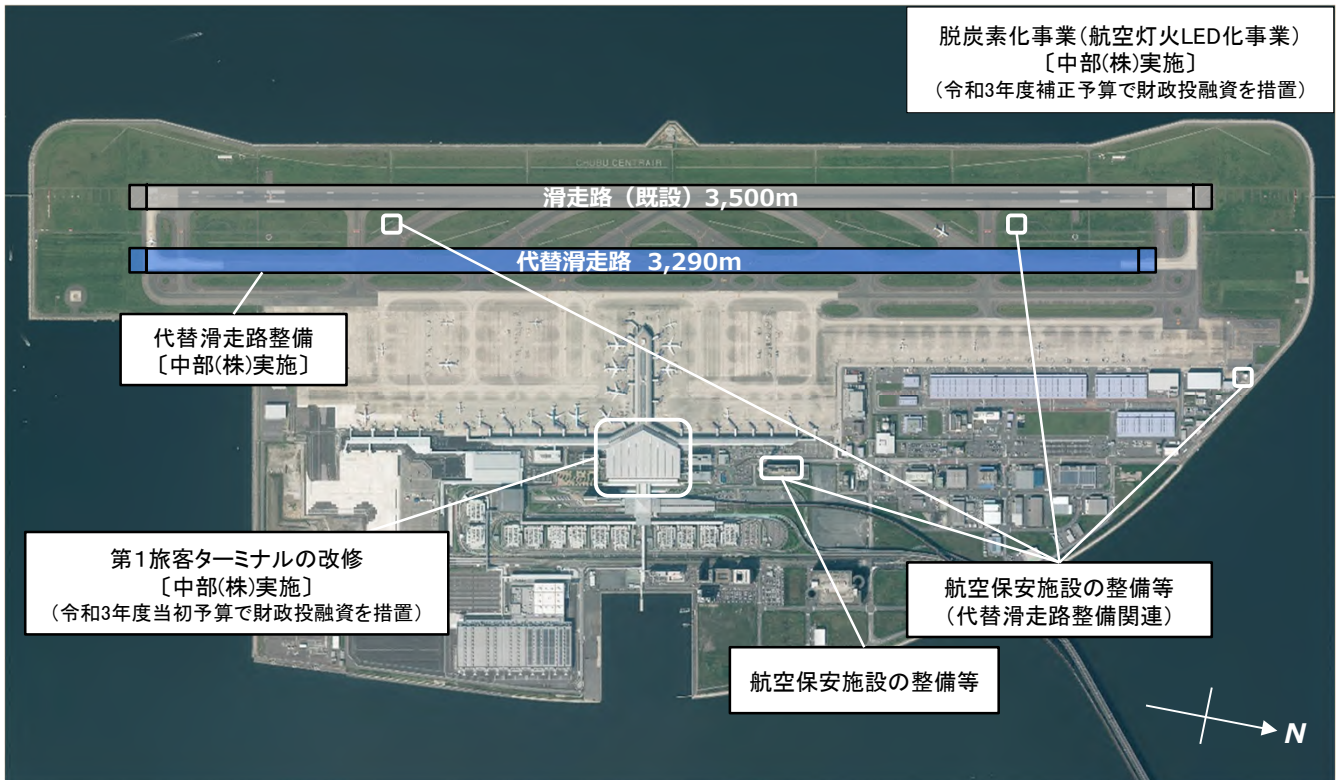 脱炭素化事業（航空灯火LED化事業）
〔中部(株)実施〕
（令和3年度補正予算で財政投融資を措置）
CHUBU CENTRAIR
滑走路（既設）3,500m
代替滑走路 3,290m
代替滑走路整備
〔中部(株)実施〕
第１旅客ターミナルの改修
〔中部(株)実施〕
（令和3年度当初予算で財政投融資を措置）
航空保安施設の整備等
（代替滑走路整備関連）
航空保安施設の整備等
N